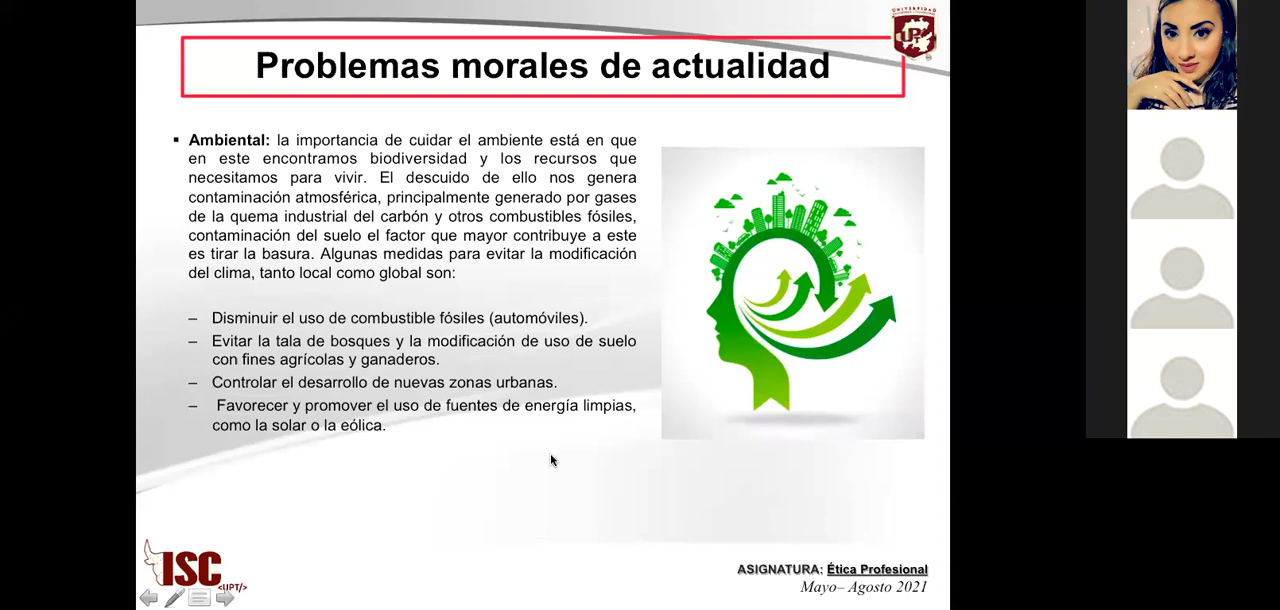 Problemas morales de actualidad
▪ Ambiental: la importancia de cuidar el ambiente está en que
en este encontramos biodiversidad y los recursos que
necesitamos para vivir. El descuido de ello nos genera
contaminación atmosférica, principalmente generado por gases
de la quema industrial del carbón y otros combustibles fósiles,
contaminación del suelo el factor que mayor contribuye a este
es tirar la basura. Algunas medidas para evitar la modificación
del clima, tanto local como global son:
– Disminuir el uso de combustible fósiles (automóviles).
– Evitar la tala de bosques y la modificación de uso de suelo
con fines agrícolas y ganaderos.
– Controlar el desarrollo de nuevas zonas urbanas.
– Favorecer y promover el uso de fuentes de energía limpias,
como la solar o la eólica.
UNIVERSIDAD
UPT
ISC
<UPT/>
ASIGNATURA: Ética Profesional
Mayo– Agosto 2021